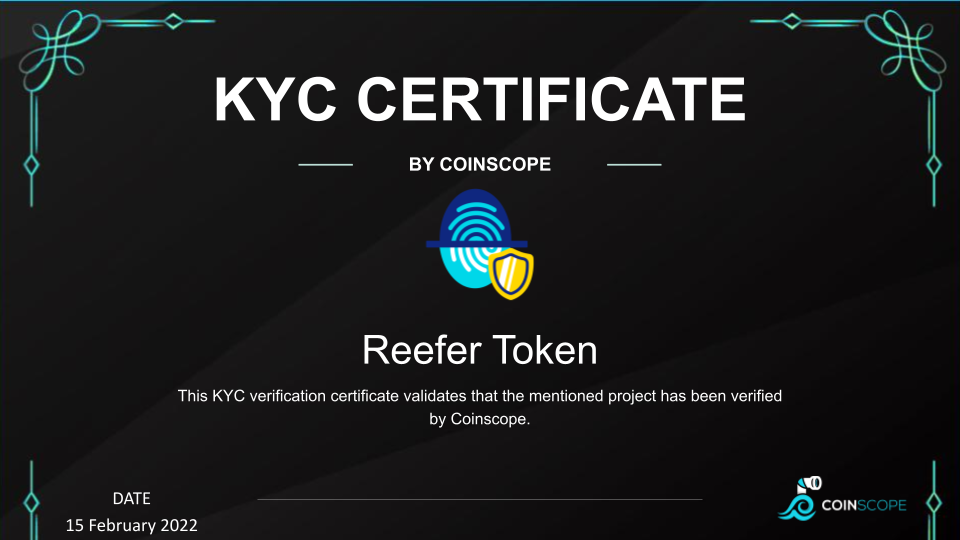 KYC CERTIFICATE
BY COINSCOPE
Reefer Token
This KYC verification certificate validates that the mentioned project has been verified
by Coinscope.
DATE
15 February 2022
COINSCOPE